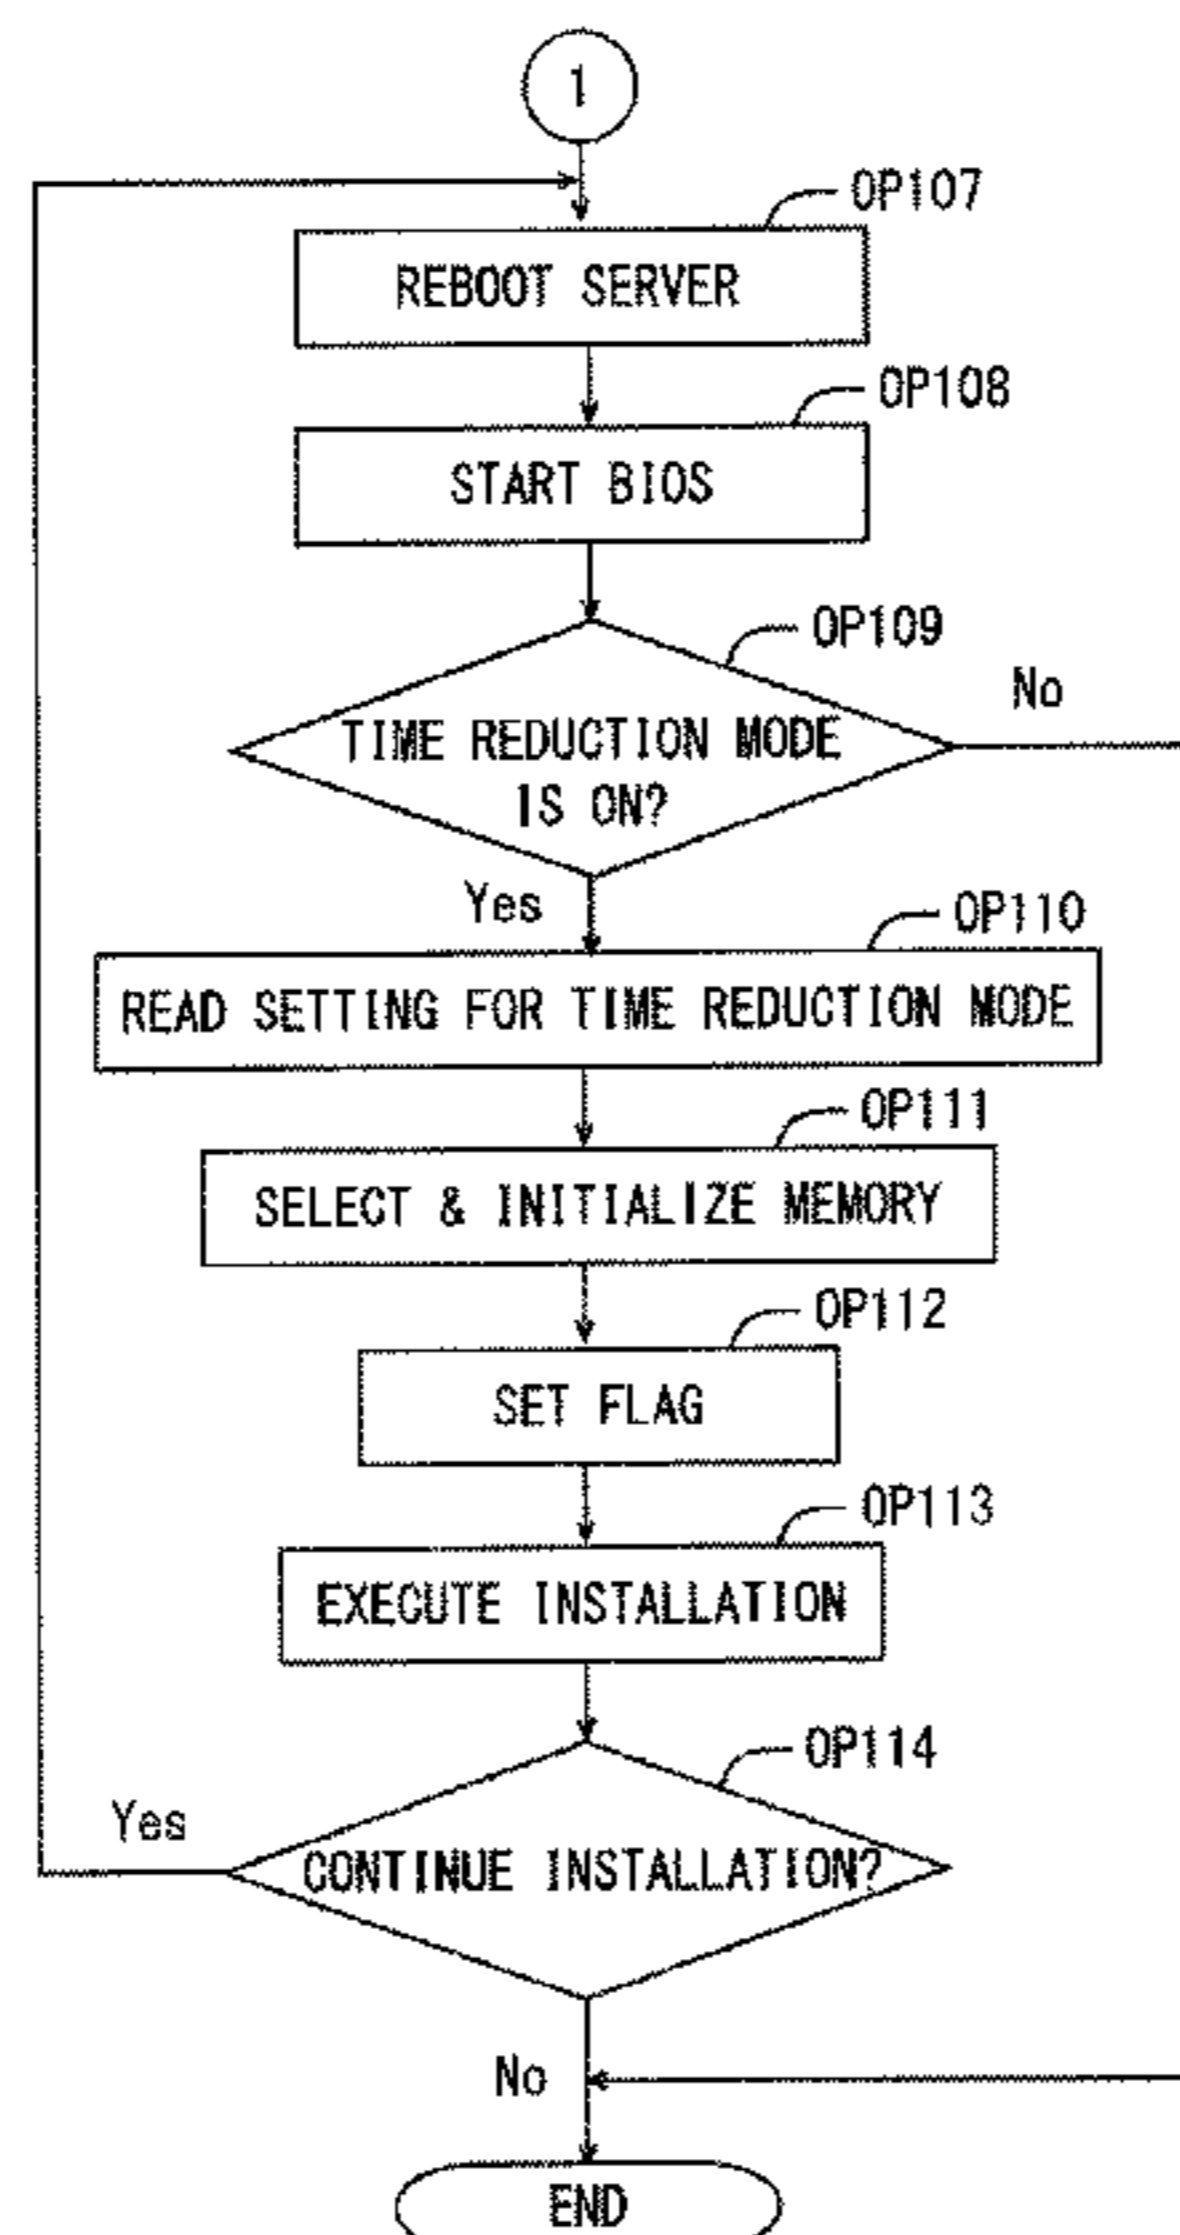 1
OP107
REBOOT SERVER
OP108
START BIOS
OP109
No
TIME REDUCTION MODE
IS ON?
Yes
OP110
READ SETTING FOR TIME REDUCTION MODE
OP111
SELECT & INITIALIZE MEMORY
OP112
SET FLAG
OP113
EXECUTE INSTALLATION
OP114
Yes
CONTINUE INSTALLATION?
No
END